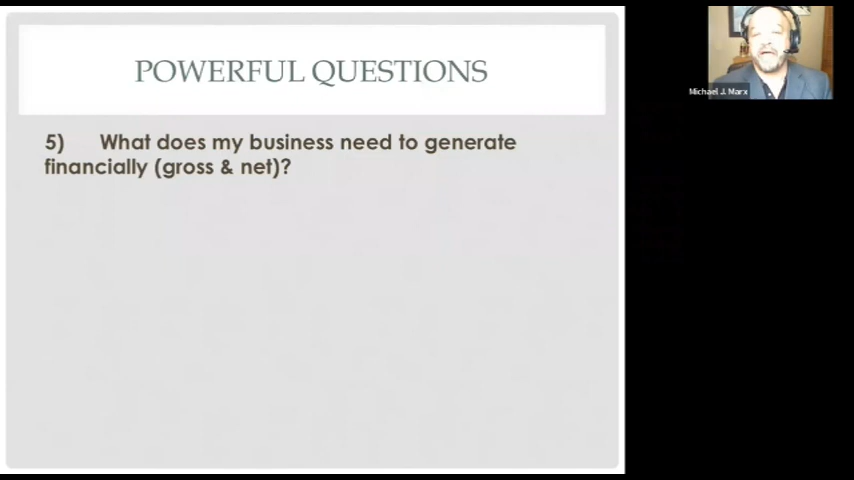 POWERFUL QUESTIONS
5) What does my business need to generate
financially (gross & net)?
Michael J. Marx